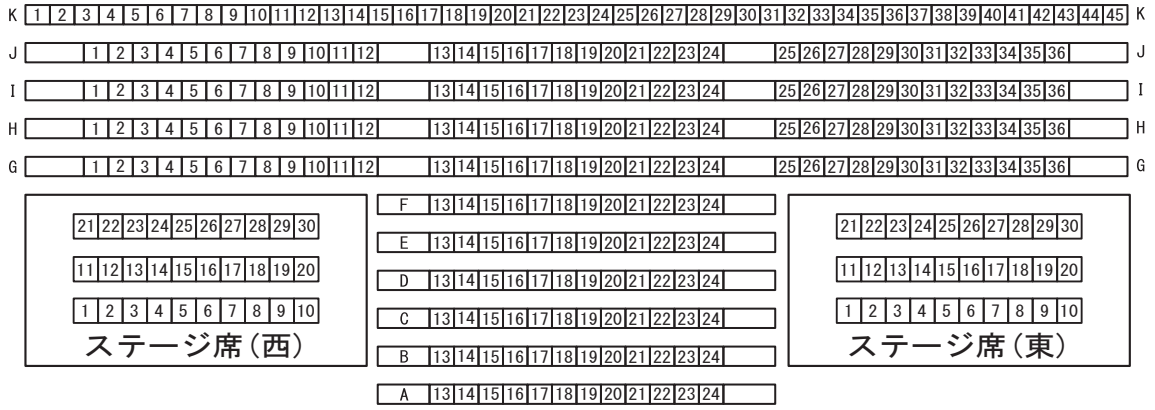 K 1 2 3 4 5 6 7 8 9 10 11 12 13 14 15 16 17 18 19 20 21 22 23 24 25 26 27 28 29 30 31 32 33 34 35 36 37 38 39 40 41 42 43 44 45 K
J 1 2 3 4 5 6 7 8 9 10 11 12 13 14 15 16 17 18 19 20 21 22 23 24 25 26 27 28 29 30 31 32 33 34 35 36 J
I 1 2 3 4 5 6 7 8 9 10 11 12 13 14 15 16 17 18 19 20 21 22 23 24 25 26 27 28 29 30 31 32 33 34 35 36 I
H 1 2 3 4 5 6 7 8 9 10 11 12 13 14 15 16 17 18 19 20 21 22 23 24 25 26 27 28 29 30 31 32 33 34 35 36 H
G 1 2 3 4 5 6 7 8 9 10 11 12 13 14 15 16 17 18 19 20 21 22 23 24 25 26 27 28 29 30 31 32 33 34 35 36 G
21 22 23 24 25 26 27 28 29 30
11 12 13 14 15 16 17 18 19 20
1 2 3 4 5 6 7 8 9 10
ステージ席(西)
F 13 14 15 16 17 18 19 20 21 22 23 24
E 13 14 15 16 17 18 19 20 21 22 23 24
D 13 14 15 16 17 18 19 20 21 22 23 24
C 13 14 15 16 17 18 19 20 21 22 23 24
B 13 14 15 16 17 18 19 20 21 22 23 24
A 13 14 15 16 17 18 19 20 21 22 23 24
21 22 23 24 25 26 27 28 29 30
11 12 13 14 15 16 17 18 19 20
1 2 3 4 5 6 7 8 9 10
ステージ席(東)